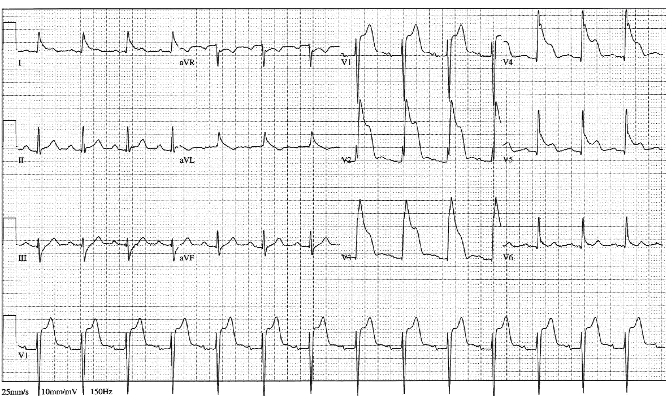 I aVR V1 V4
II aVL V2 V5
III aVF V3 V6
V1
25mm/s 10mm/mV 150Hz